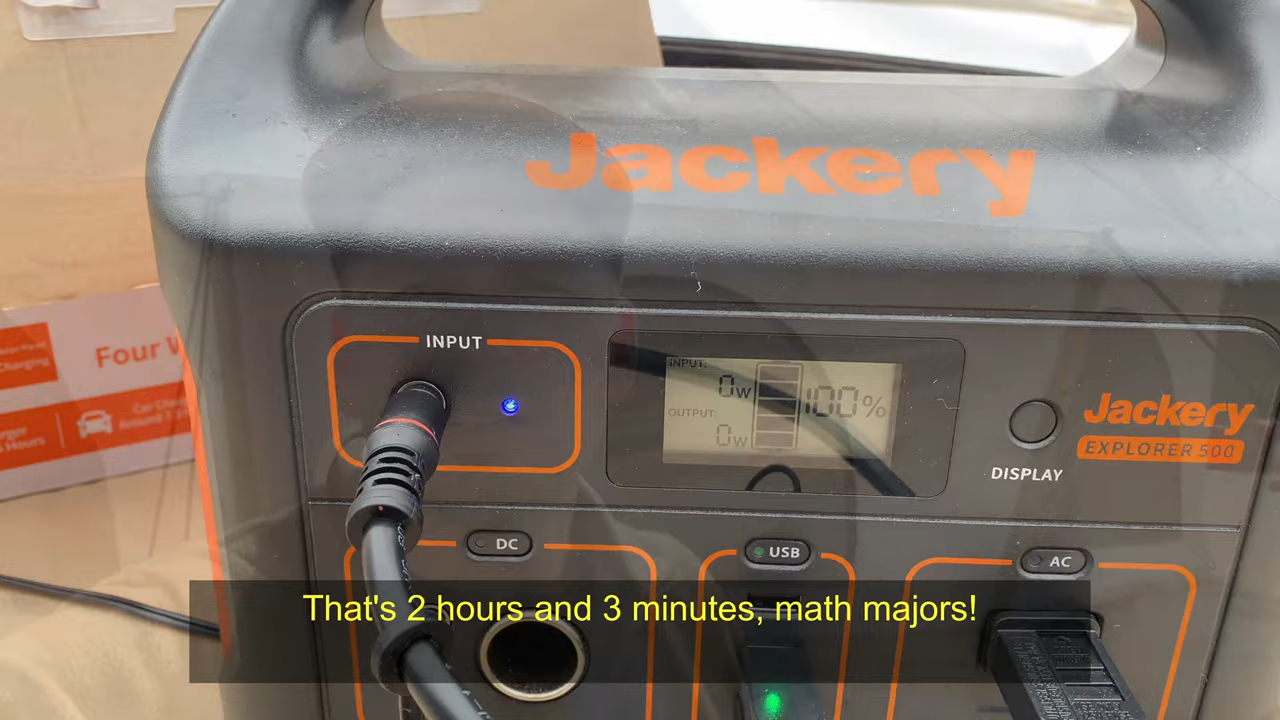 Jackery
INPUT
INPUT:
0w
100%
OUTPUT
0w
Jackery
EXPLORER 500
DISPLAY
Four W
DC
USB
AC
That's 2 hours and 3 minutes, math majors!